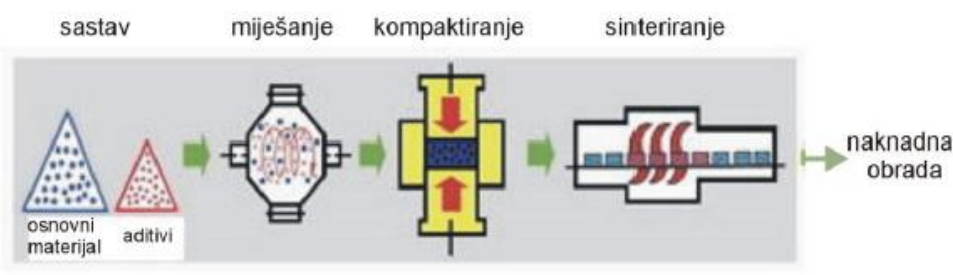 sastav
miješanje
kompaktiranje
sinteriranje
osnovni
materijal
aditivi
naknadna
obrada